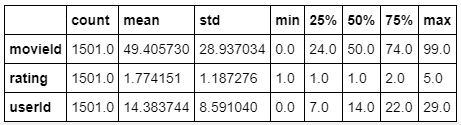 count mean std min 25% 50% 75% max
movieId 1501.0 49.405730 28.937034 0.0 24.0 50.0 74.0 99.0
rating 1501.0 1.774151 1.187276 1.0 1.0 1.0 2.0 5.0
userId 1501.0 14.383744 8.591040 0.0 7.0 14.0 22.0 29.0